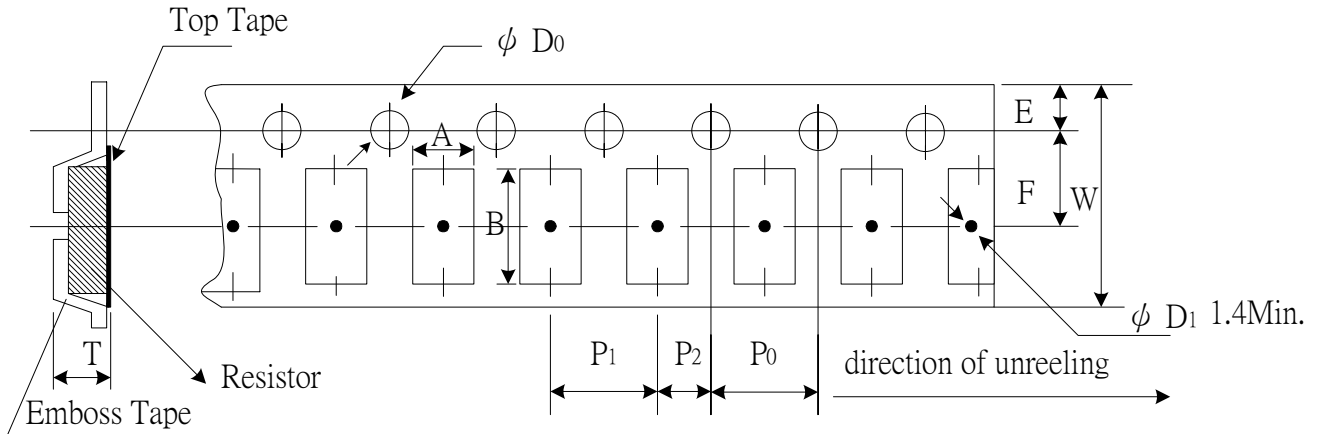 Top Tape
ϕ D0
E
A
F
W
B
ϕ D1 1.4Min.
T
P1
P2
P0
direction of unreeling
Resistor
Emboss Tape